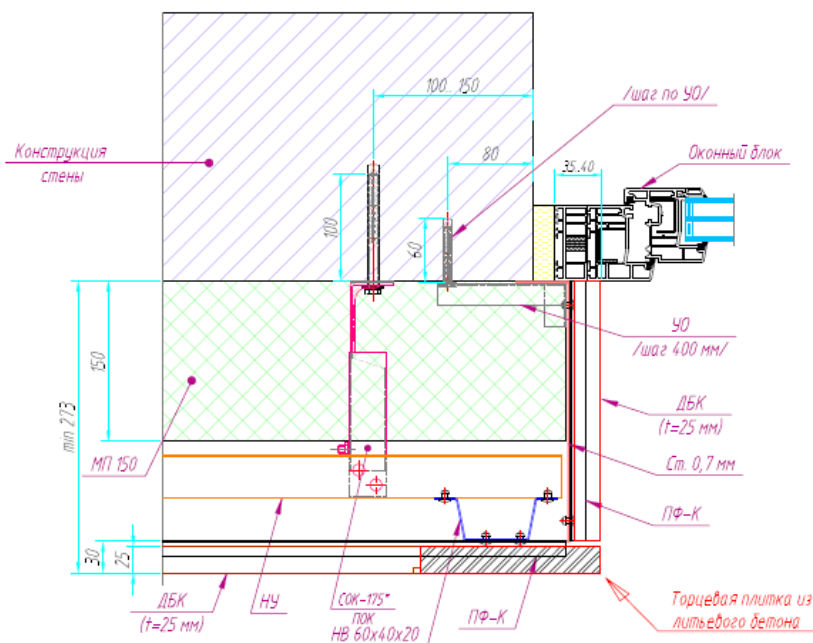 100...150
/шаг по УО/
80
35..40
Оконный блок
Конструкция
стены
100
60
УО
/шаг 400 мм/
150
min 273
ДБК
(t=25 мм)
МП 150
Ст. 0,7 мм
ПФ-К
30
25
ДБК
(t=25 мм)
НУ
СОК-175*
пок
НВ 60х40х20
ПФ-К
Торцевая плитка из
литьевого бетона